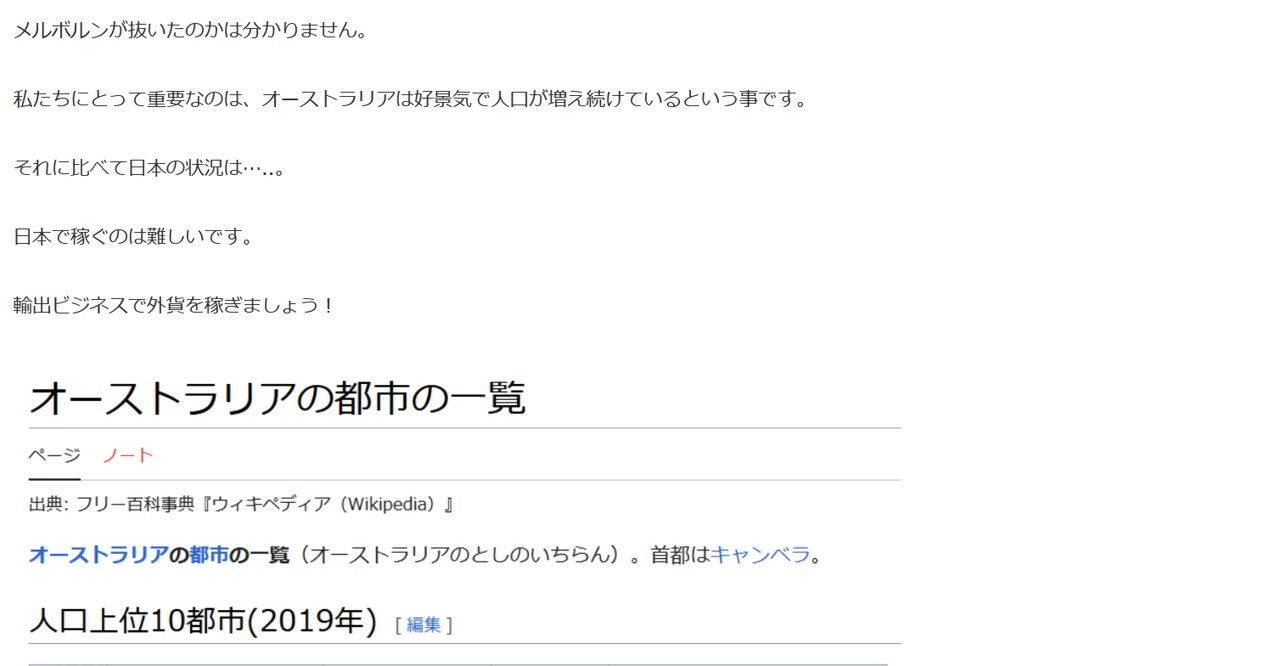 メルボルンが抜いたのかは分かりません。
私たちにとって重要なのは、オーストラリアは好景気で人口が増え続けているという事です。
それに比べて日本の状況は…..。
日本で稼ぐのは難しいです。
輸出ビジネスで外貨を稼ぎましょう！
オーストラリアの都市の一覧
ページ ノート
出典: フリー百科事典『ウィキペディア（Wikipedia）』
オーストラリアの都市の一覧（オーストラリアのとしのいちらん）。首都はキャンベラ。
人口上位10都市(2019年) [ 編集 ]